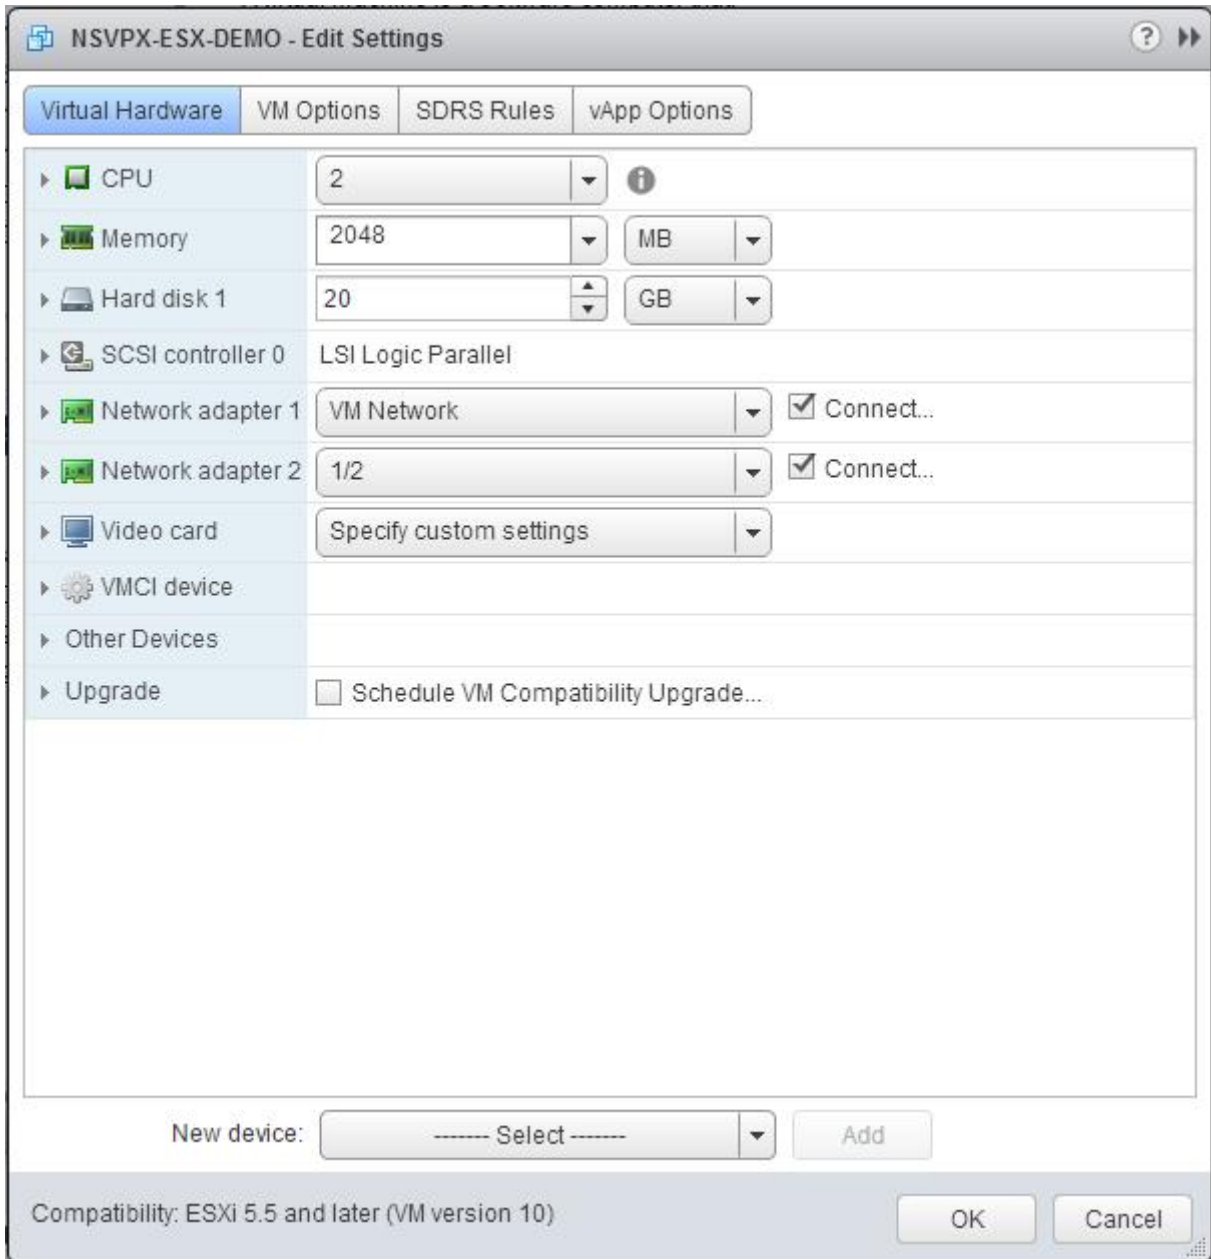 NSVPX-ESX-DEMO - Edit Settings ?
Virtual Hardware VM Options SDRS Rules vApp Options
CPU 2
Memory 2048 MB
Hard disk 1 20 GB
SCSI controller 0 LSI Logic Parallel
Network adapter 1 VM Network Connect...
Network adapter 2 1/2 Connect...
Video card Specify custom settings
VMCI device
Other Devices
Upgrade Schedule VM Compatibility Upgrade...
New device: ------- Select ------- Add
Compatibility: ESXi 5.5 and later (VM version 10) OK Cancel